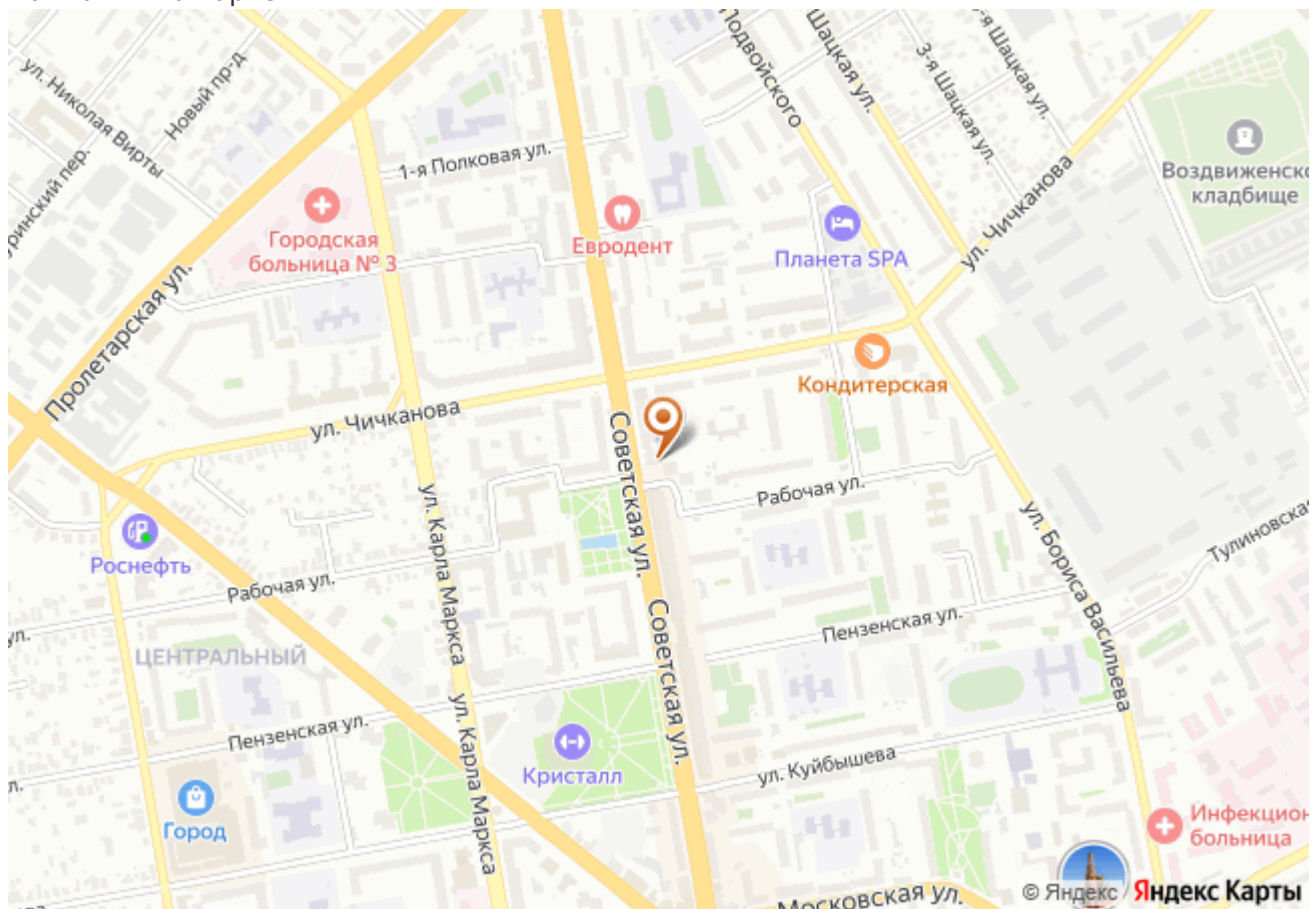 ул. Николая Вирты
Новый пр-д
Подвойского
Шацкая ул.
3-я Шацкая ул.
1-я Полковая ул.
Воздвиженско
кладбище
Городская
больница № 3
Евродент
Планета SPA
ул. Чичканова
Пролетарская ул.
Кондитерская
ул. Чичканова
Советская ул.
Рабочая ул.
ул. Карла Маркса
Роснефть
Рабочая ул.
ул. Бориса Васильева
Тулиновская
ул.
ЦЕНТРАЛЬНЫЙ
Советская ул.
Пензенская ул.
Пензенская ул.
ул. Карла Маркса
Кристалл
ул. Куйбышева
Город
Инфекцион
больница
Московская ул.
© Яндекс Яндекс Карты